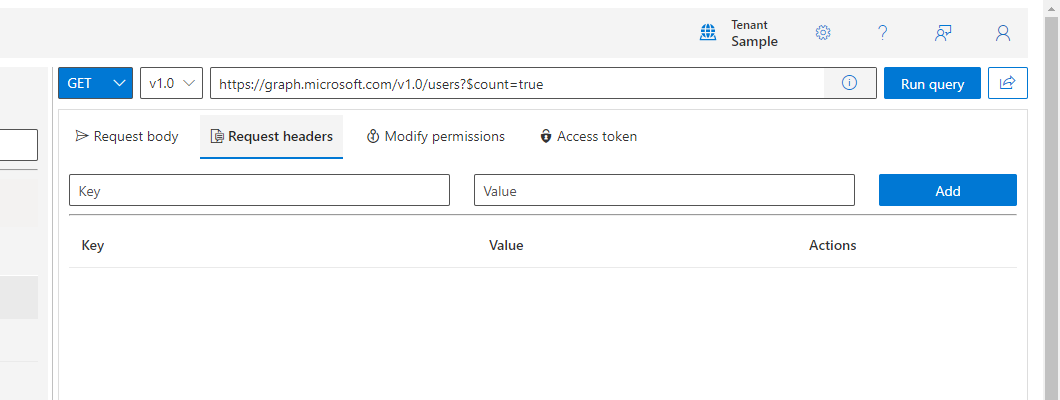 Tenant
Sample
?
GET v1.0 https://graph.microsoft.com/v1.0/users?$count=true Run query
Request body Request headers Modify permissions Access token
Key Value Add
Key Value Actions